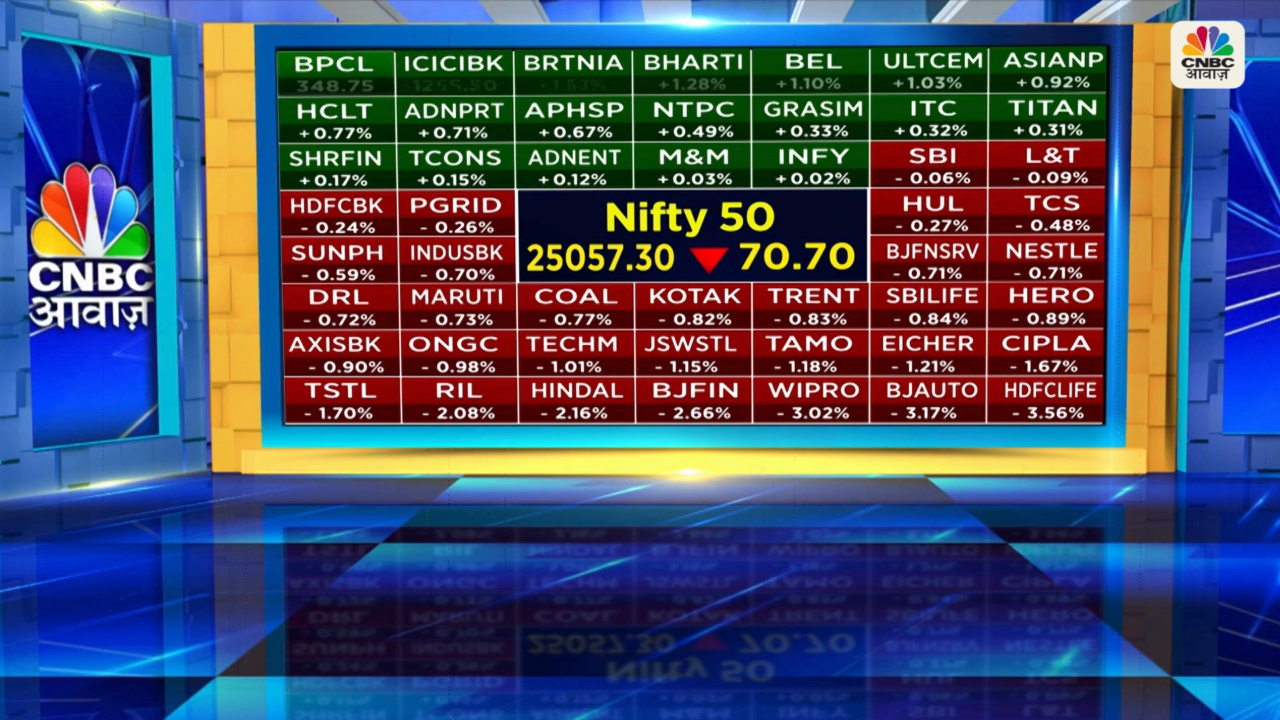 CNBC
आवाज़
BPCL ICICIBK BRTNIA BHARTI BEL ULTCEM ASIANP
348.75 1255.50 +1.28% +1.10% +1.03% +0.92%
HCLT ADNPRT APHSP NTPC GRASIM ITC TITAN
+0.77% +0.71% +0.67% +0.49% +0.33% +0.32% +0.31%
SHRFIN TCONS ADNENT M&M INFY SBI L&T
+0.17% +0.15% +0.12% +0.03% +0.02% - 0.06% - 0.09%
HDFCBK PGRID HUL TCS
- 0.24% - 0.26% - 0.27% - 0.48%
Nifty 50
25057.30 70.70
SUNPH INDUSBK BJFNSRV NESTLE
- 0.59% - 0.70% - 0.71% - 0.71%
DRL MARUTI COAL KOTAK TRENT SBILIFE HERO
- 0.72% - 0.73% - 0.77% - 0.82% - 0.83% - 0.84% - 0.89%
AXISBK ONGC TECHM JSWSTL TAMO EICHER CIPLA
- 0.90% - 0.98% - 1.01% - 1.15% - 1.18% - 1.21% - 1.67%
TSTL RIL HINDAL BJFIN WIPRO BJAUTO HDFCLIFE
- 1.70% - 2.08% - 2.16% - 2.66% - 3.02% - 3.17% - 3.56%
CNBC
आवाज़